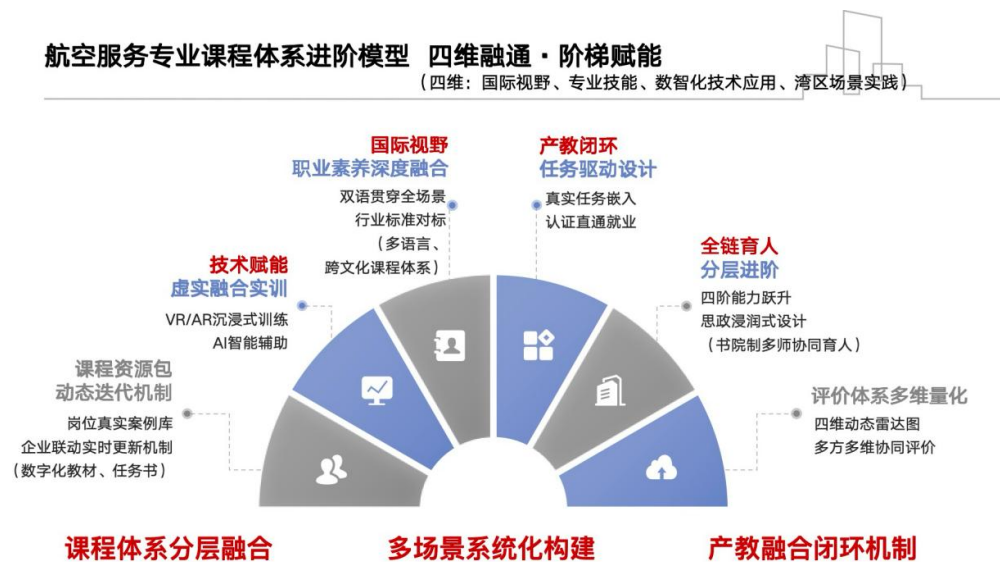 航空服务专业课程体系进阶模型 四维融通·阶梯赋能
（四维：国际视野、专业技能、数智化技术应用、湾区场景实践）
国际视野
职业素养深度融合
双语贯穿全场景
行业标准对标
（多语言、
跨文化课程体系）
产教闭环
任务驱动设计
真实任务嵌入
认证直通就业
技术赋能
虚实融合实训
VR/AR沉浸式训练
AI智能辅助
全链育人
分层进阶
四阶能力跃升
思政浸润式设计
（书院制多师协同育人）
课程资源包
动态迭代机制
岗位真实案例库
企业联动实时更新机制
（数字化教材、任务书）
评价体系多维量化
四维动态雷达图
多方多维协同评价
课程体系分层融合
多场景系统化构建
产教融合闭环机制